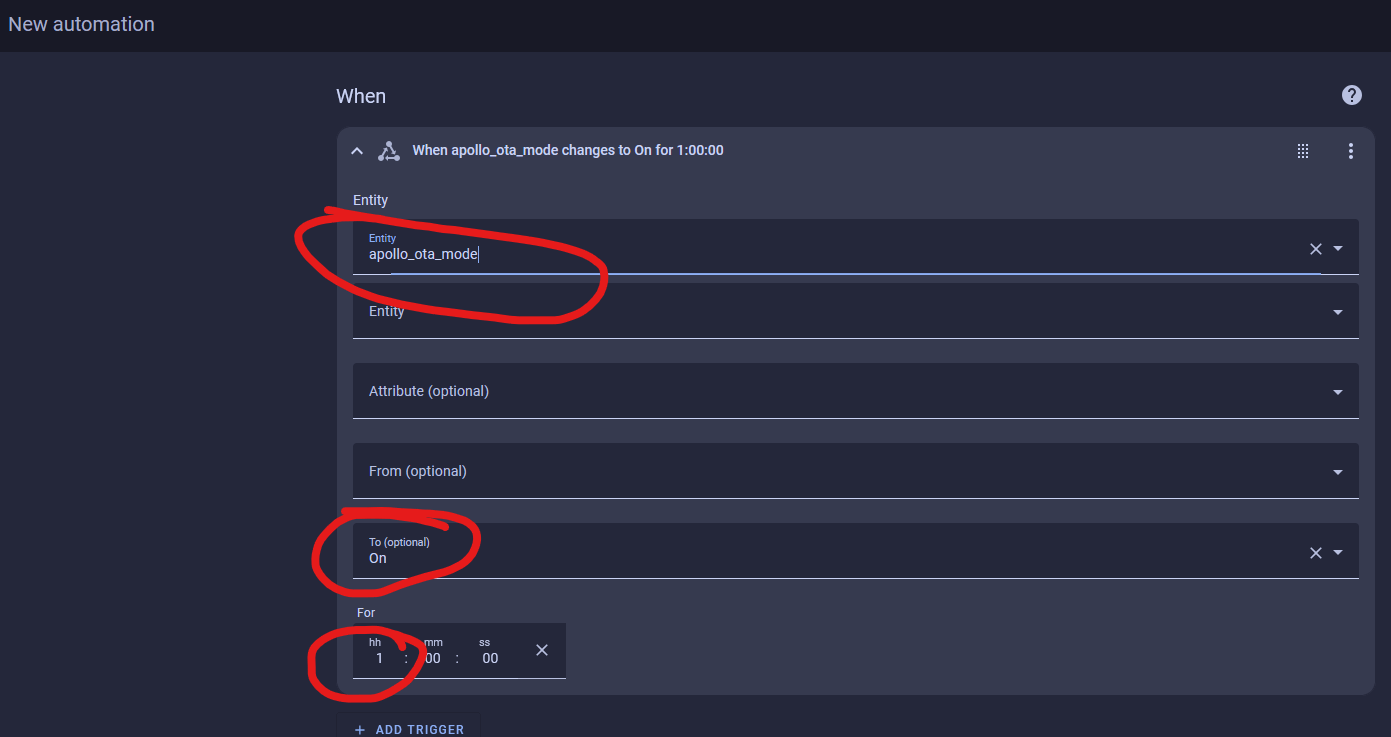 New automation
When
When apollo_ota_mode changes to On for 1:00:00
Entity
Entity
apollo_ota_mode
Entity
Attribute (optional)
From (optional)
To (optional)
On
For
hh mm ss
1 : 00 : 00
+ ADD TRIGGER